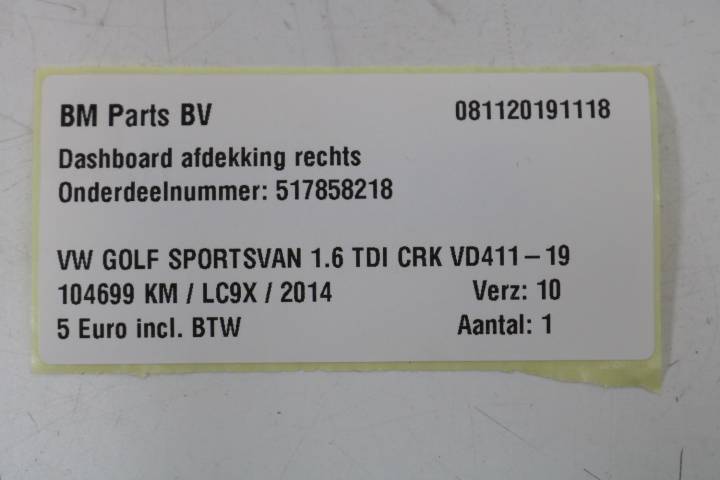 BM Parts BV 081120191118
Dashboard afdekking rechts
Onderdeelnummer: 517858218
VW GOLF SPORTSVAN 1.6 TDI CRK VD411-19
104699 KM / LC9X / 2014 Verz: 10
5 Euro incl. BTW Aantal: 1